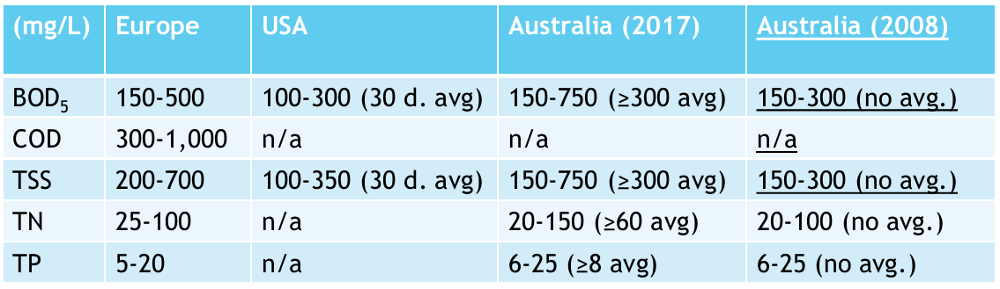 (mg/L) Europe USA Australia (2017) Australia (2008)
BOD5 150-500 100-300 (30 d. avg) 150-750 (≥300 avg) 150-300 (no avg.)
COD 300-1,000 n/a n/a n/a
TSS 200-700 100-350 (30 d. avg) 150-750 (≥300 avg) 150-300 (no avg.)
TN 25-100 n/a 20-150 (≥60 avg) 20-100 (no avg.)
TP 5-20 n/a 6-25 (≥8 avg) 6-25 (no avg.)